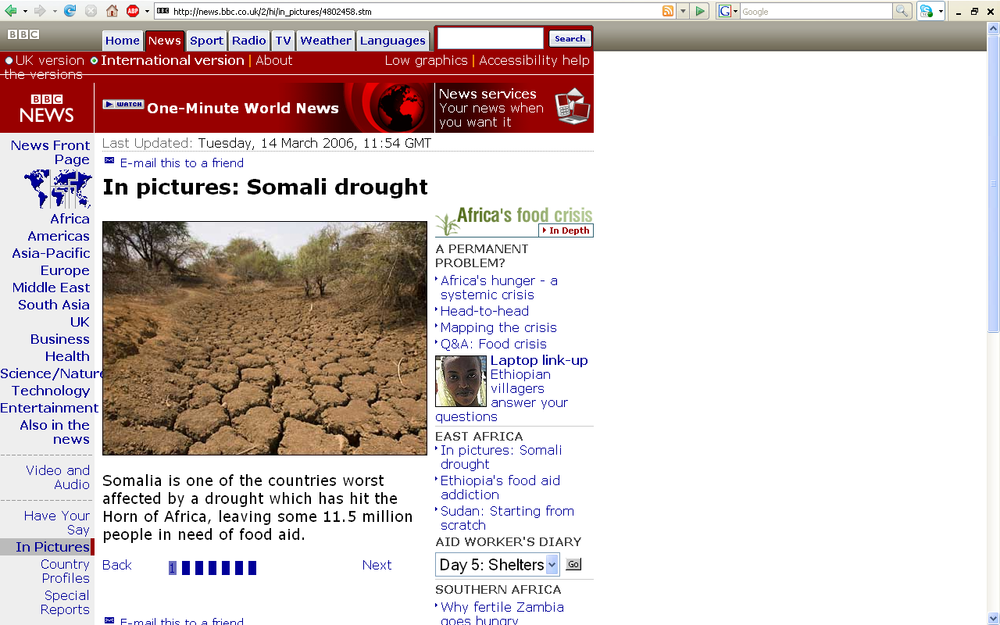 http://news.bbc.co.uk/2/hi/in_pictures/4802458.stm
Google
BBC
Home News Sport Radio TV Weather Languages Search
UK version International version | About Low graphics | Accessibility help
the versions
BBC
NEWS
WATCH One-Minute World News
News services
Your news when
you want it
News Front
Page
Africa
Americas
Asia-Pacific
Europe
Middle East
South Asia
UK
Business
Health
Science/Nature
Technology
Entertainment
Also in the
news
Video and
Audio
Have Your
Say
In Pictures
Country
Profiles
Special
Reports
Last Updated: Tuesday, 14 March 2006, 11:54 GMT
E-mail this to a friend
In pictures: Somali drought
Somalia is one of the countries worst
affected by a drought which has hit the
Horn of Africa, leaving some 11.5 million
people in need of food aid.
Back 1 Next
E-mail this to a friend
Africa's food crisis
In Depth
A PERMANENT
PROBLEM?
Africa's hunger - a
systemic crisis
Head-to-head
Mapping the crisis
Q&A: Food crisis
Laptop link-up
Ethiopian
villagers
answer your
questions
EAST AFRICA
In pictures: Somali
drought
Ethiopia's food aid
addiction
Sudan: Starting from
scratch
AID WORKER'S DIARY
Day 5: Shelters Go
SOUTHERN AFRICA
Why fertile Zambia
goes hungry